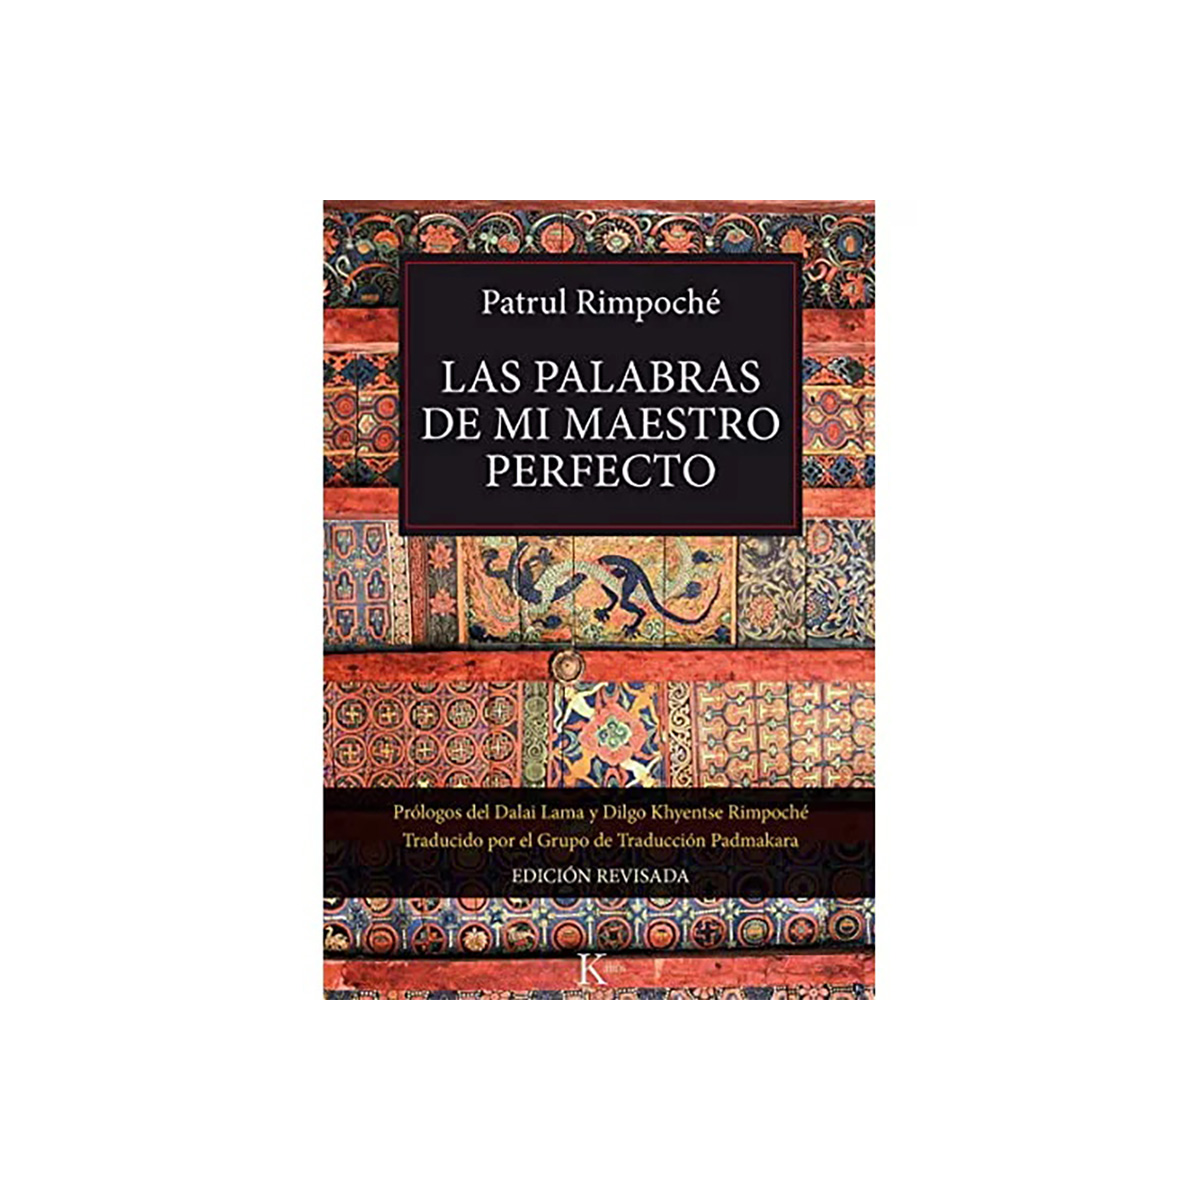 Patrul Rimpoché
LAS PALABRAS
DE MI MAESTRO
PERFECTO
Prólogos del Dalai Lama y Dilgo Khyentse Rimpoché
Traducido por el Grupo de Traducción Padmakara
EDICIÓN REVISADA
Kairós